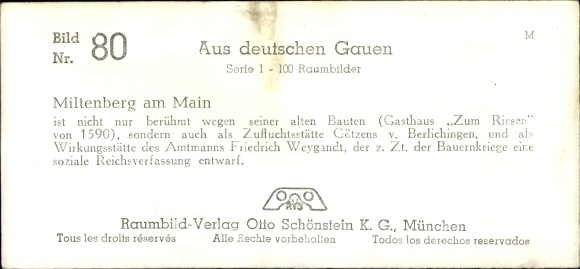 Bild Nr. 80
M
Aus deutschen Gauen
Serie 1 - 100 Raumbilder
Miltenberg am Main
ist nicht nur berühmt wegen seiner alten Bauten (Gasthaus „Zum Riesen"
von 1590), sondern auch als Zufluchtsstätte Götzens v. Berlichingen, und als
Wirkungsstätte des Amtmanns Friedrich Weygandt, der z. Zt. der Bauernkriege eine
soziale Reichsverfassung entwarf.
RVS
Raumbild-Verlag Otto Schönstein K. G., München
Tous les droits réservés Alle Rechte vorbehalten Todos los derechos reservados